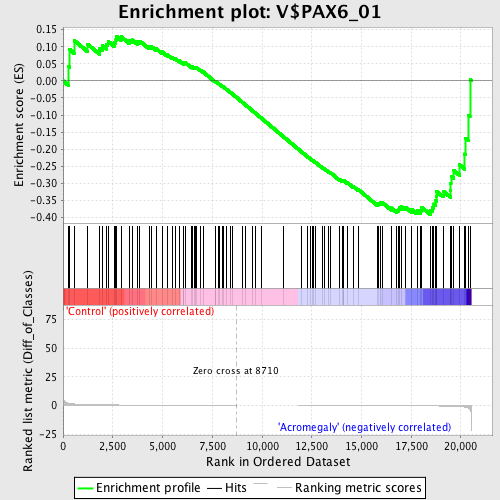 Enrichment plot: V$PAX6_01
Enrichment score (ES)
0.15
0.10
0.05
0.00
-0.05
-0.10
-0.15
-0.20
-0.25
-0.30
-0.35
-0.40
'Control' (positively correlated)
Ranked list metric (Diff_of_Classes)
75
50
25
0
-25
Zero cross at 8710
'Acromegaly' (negatively correlated)
0
2,500
5,000
7,500
10,000
12,500
15,000
17,500
20,000
Rank in Ordered Dataset
Enrichment profile
Hits
Ranking metric scores